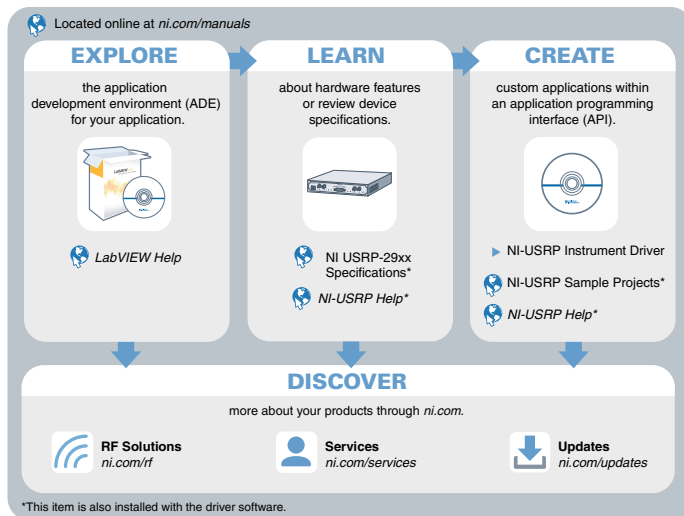 Located online at ni.com/manuals
EXPLORE
the application
development environment (ADE)
for your application.
LabVIEW
LabVIEW Help
LEARN
about hardware features
or review device
specifications.
NI USRP-29xx
Specifications*
NI-USRP Help*
CREATE
custom applications within
an application programming
interface (API).
NI-USRP Instrument Driver
NI-USRP Sample Projects*
NI-USRP Help*
DISCOVER
more about your products through ni.com.
RF Solutions
ni.com/rf
Services
ni.com/services
Updates
ni.com/updates
*This item is also installed with the driver software.